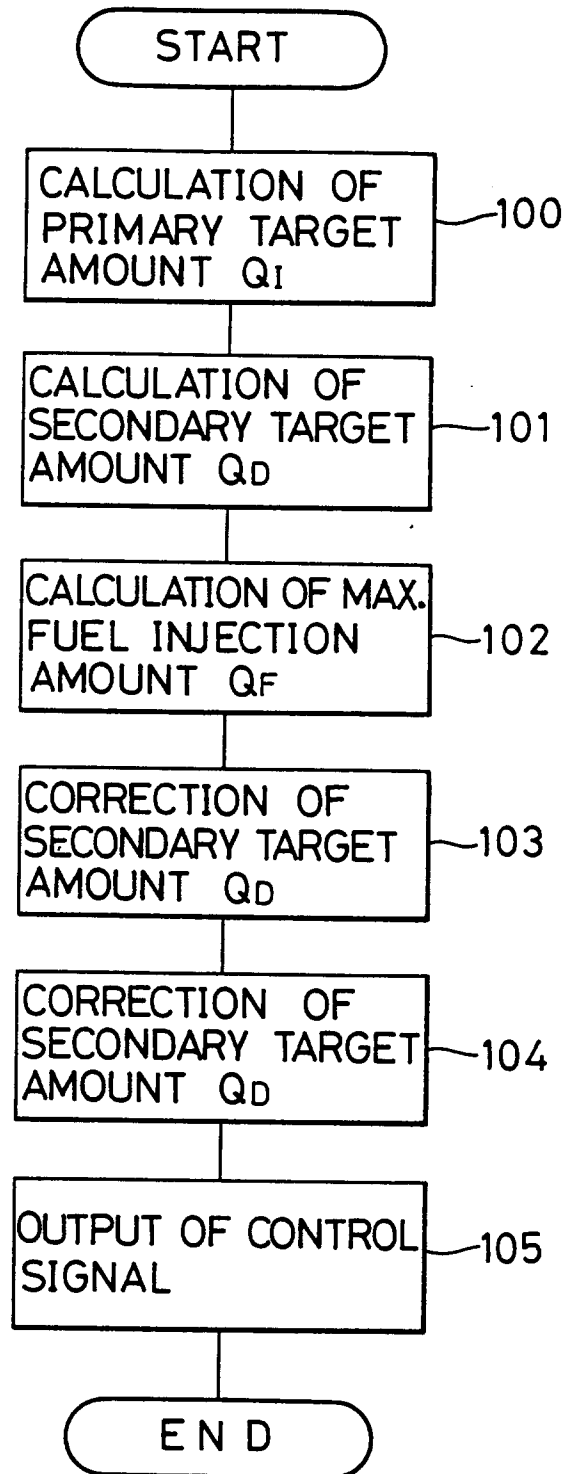 START
CALCULATION OF
PRIMARY TARGET
AMOUNT QI
100
CALCULATION OF
SECONDARY TARGET
AMOUNT QD
101
CALCULATION OF MAX.
FUEL INJECTION
AMOUNT QF
102
CORRECTION OF
SECONDARY TARGET
AMOUNT QD
103
CORRECTION OF
SECONDARY TARGET
AMOUNT QD
104
OUTPUT OF CONTROL
SIGNAL
105
END